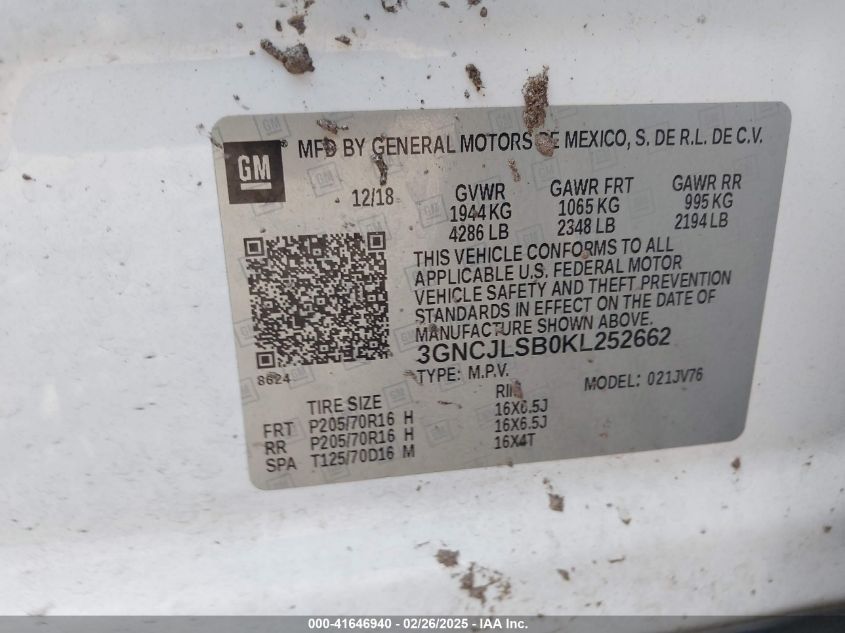 GM
MFD BY GENERAL MOTORS DE MEXICO, S. DE R.L. DE C.V.
12/18 GVWR GAWR FRT GAWR RR
1944 KG 1065 KG 995 KG
4286 LB 2348 LB 2194 LB
THIS VEHICLE CONFORMS TO ALL
APPLICABLE U.S. FEDERAL MOTOR
VEHICLE SAFETY AND THEFT PREVENTION
STANDARDS IN EFFECT ON THE DATE OF
MANUFACTURE SHOWN ABOVE.
3GNCJLSB0KL252662
8624
TYPE: M.P.V. MODEL: 021JV76
TIRE SIZE RIM
FRT P205/70R16 H 16X6.5J
RR P205/70R16 H 16X6.5J
SPA T125/70D16 M 16X4T
000-41646940 - 02/26/2025 - IAA Inc.